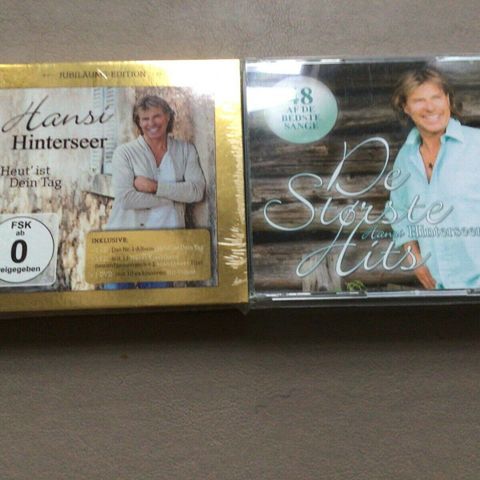 JUBILÄUMS-EDITION
Hansi
Hinterseer
Heut' ist
Dein Tag
FSK
ab
0
freigegeben
INKLUSIVE:
48
AF DE
BEDSTE
SANGE
De
Største
Hansi Hinterseer
Hits